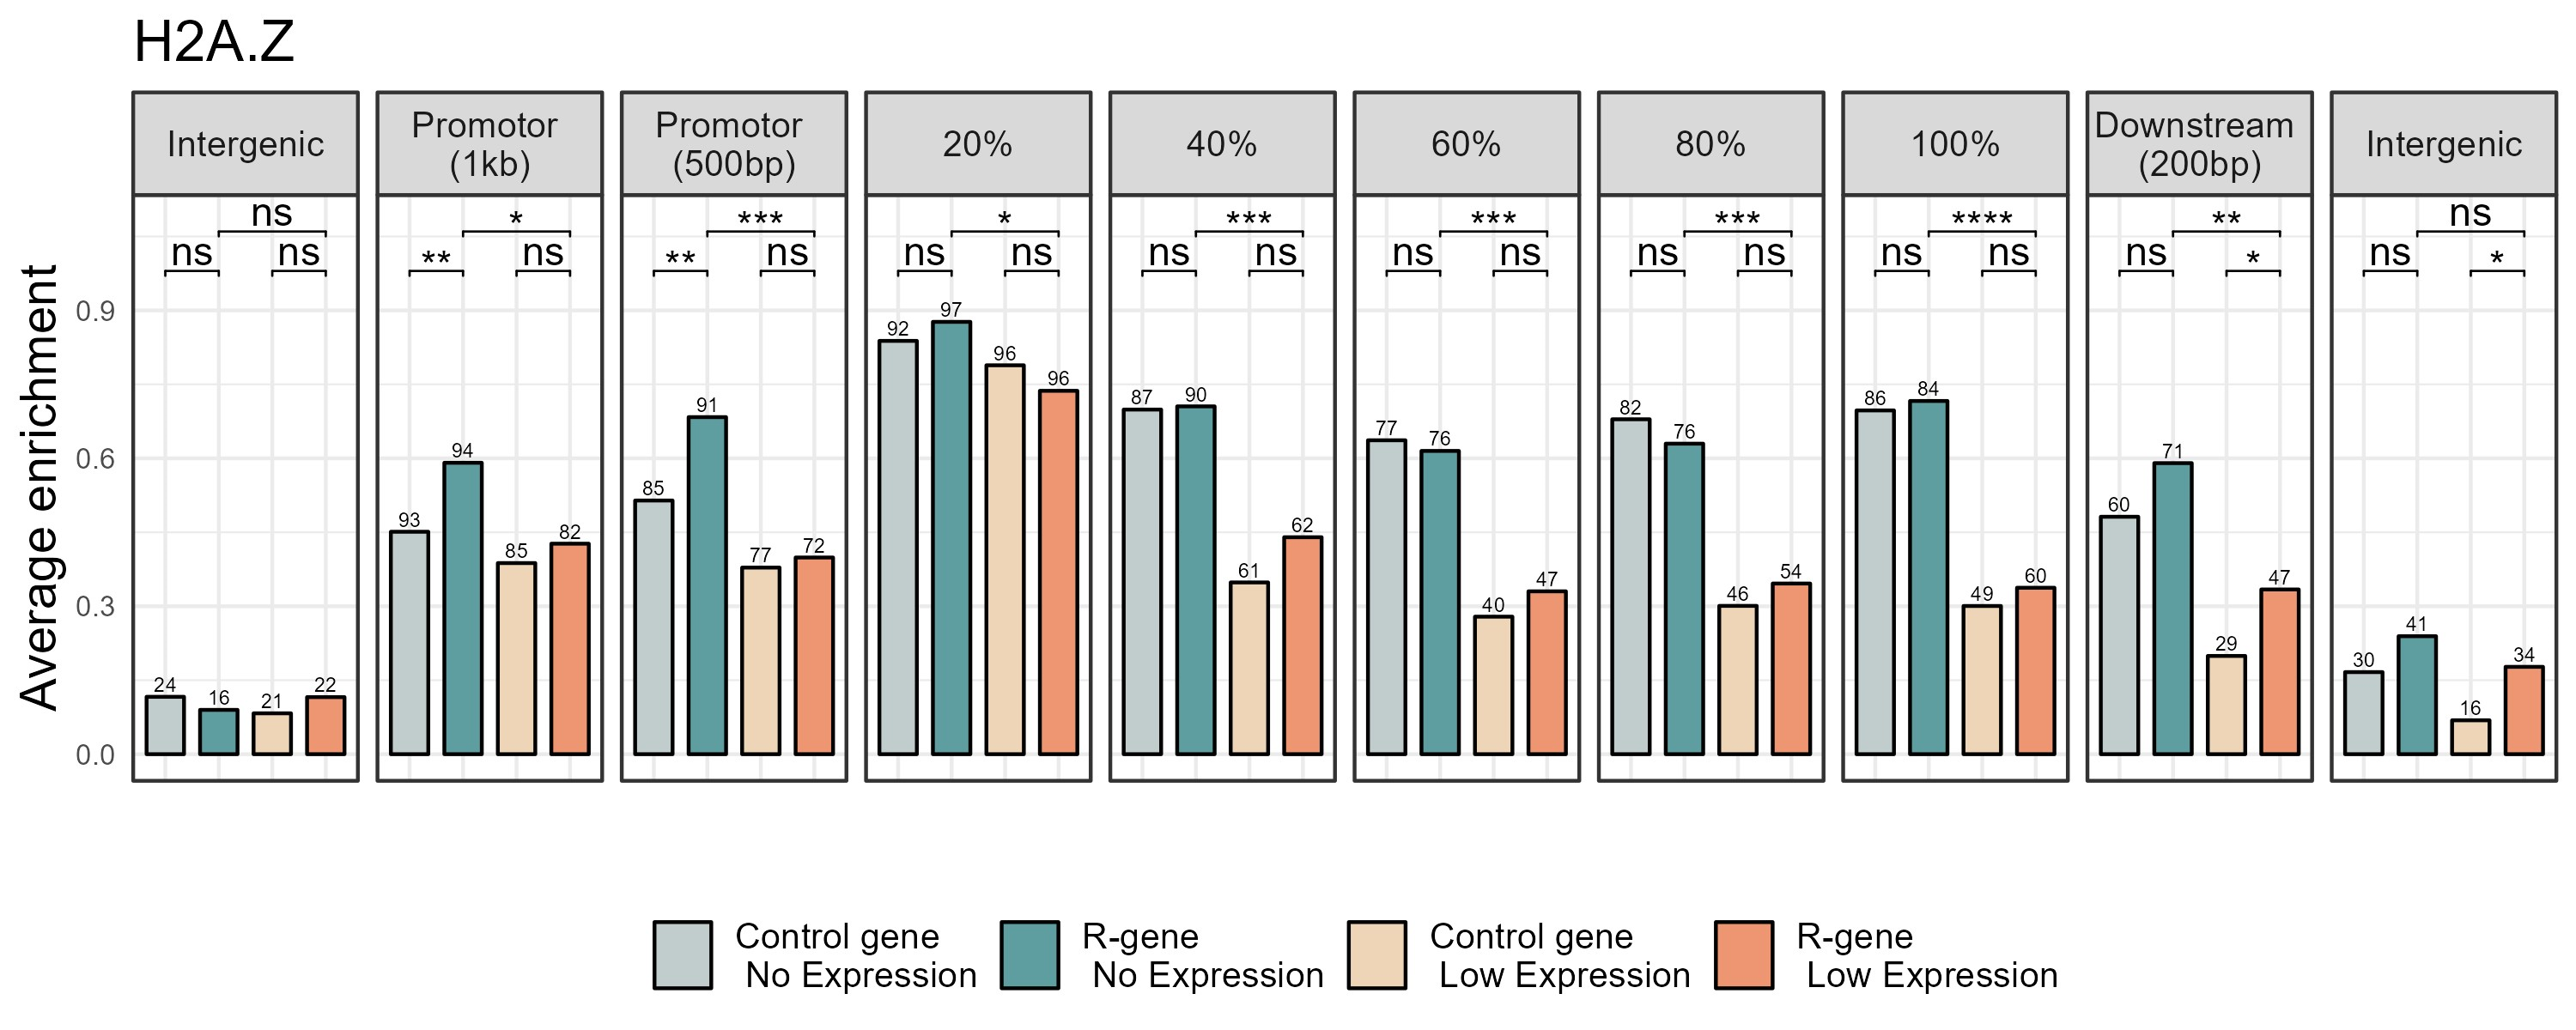 H2A.Z
Intergenic
Promotor
(1kb)
Promotor
(500bp)
20%
40%
60%
80%
100%
Downstream
(200bp)
Intergenic
Average enrichment
0.9
0.6
0.3
0.0
ns
ns ns
24 16 21 22
*
** ns
93 94 85 82
***
** ns
85 91 77 72
*
ns ns
92 97 96 96
***
ns ns
87 90 61 62
***
ns ns
77 76 40 47
***
ns ns
82 76 46 54
****
ns ns
86 84 49 60
**
ns *
60 71 29 47
ns
ns *
30 41 16 34
Control gene
No Expression
R-gene
No Expression
Control gene
Low Expression
R-gene
Low Expression